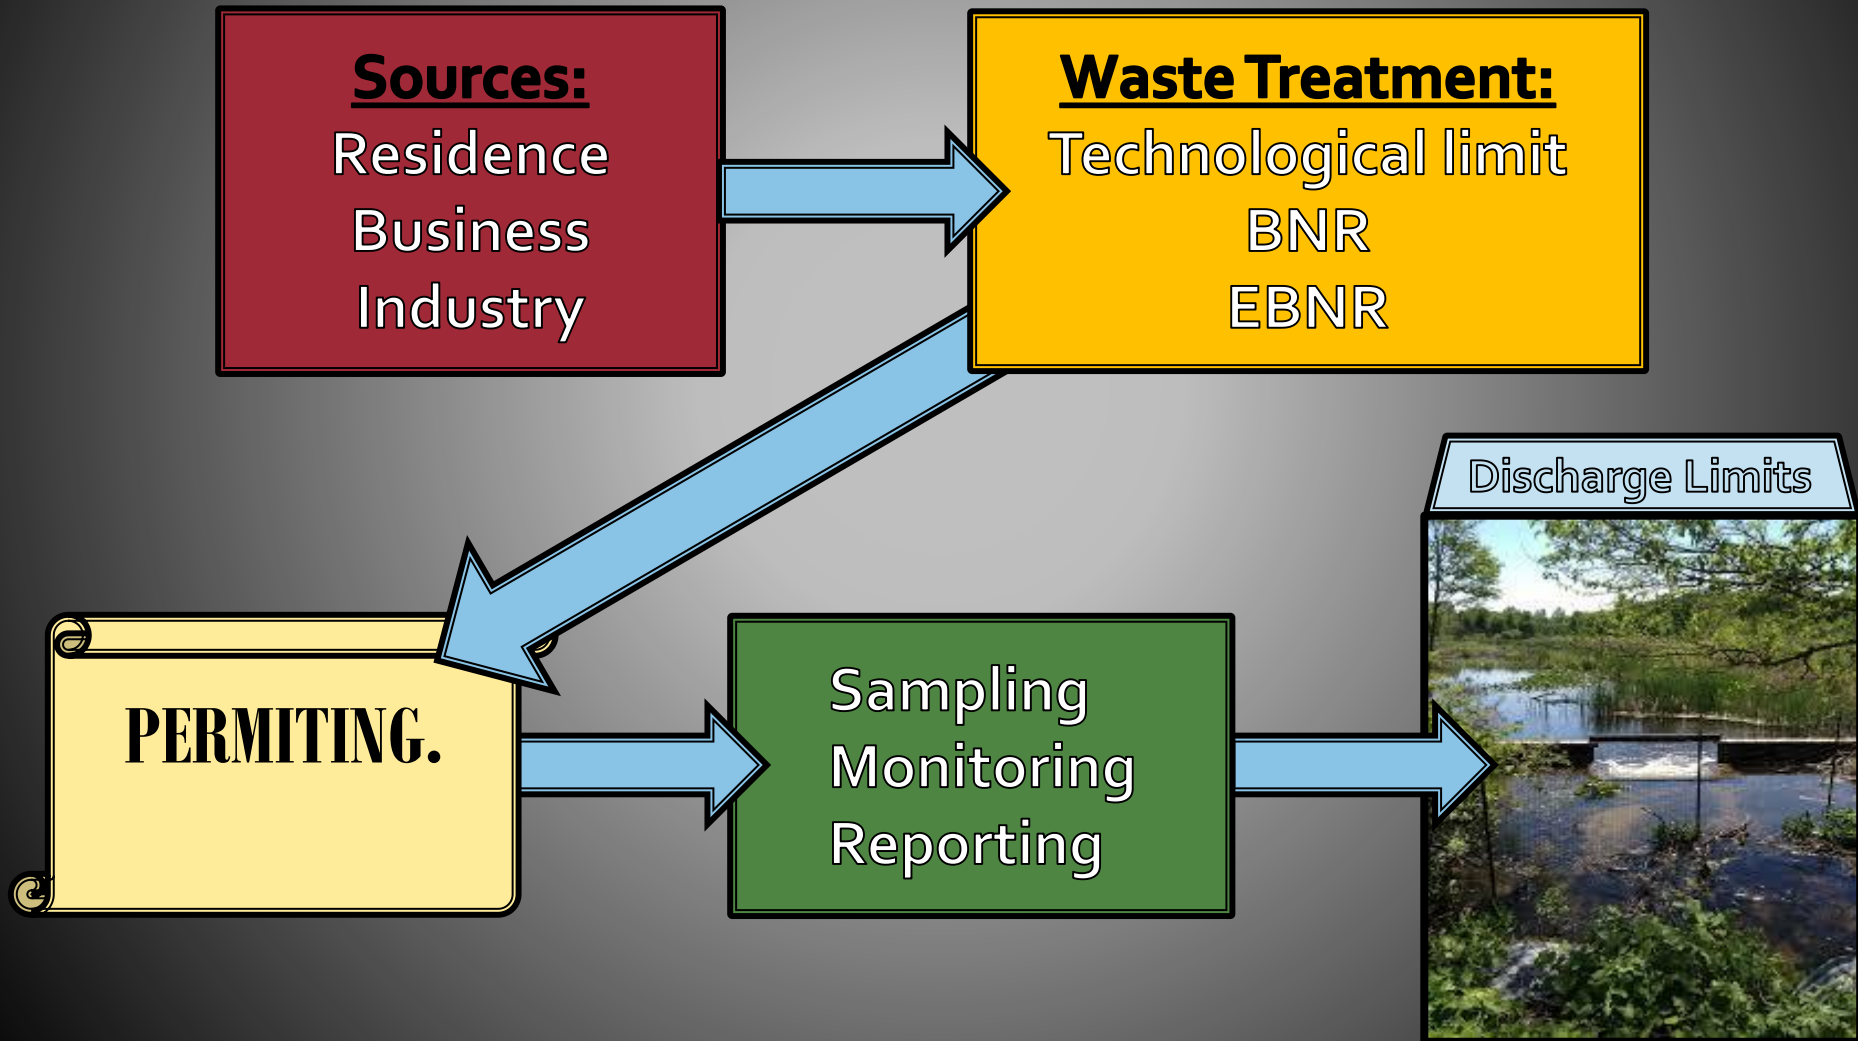 Sources:
Residence
Business
Industry
Waste Treatment:
Technological limit
BNR
EBNR
Discharge Limits
PERMITING.
Sampling
Monitoring
Reporting